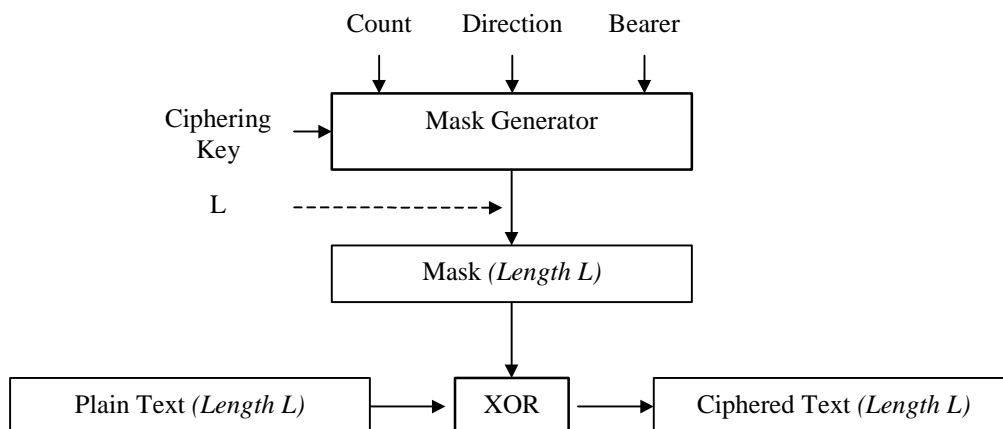 Count Direction Bearer
Ciphering
Key
Mask Generator
L
Mask (Length L)
Plain Text (Length L)
XOR
Ciphered Text (Length L)